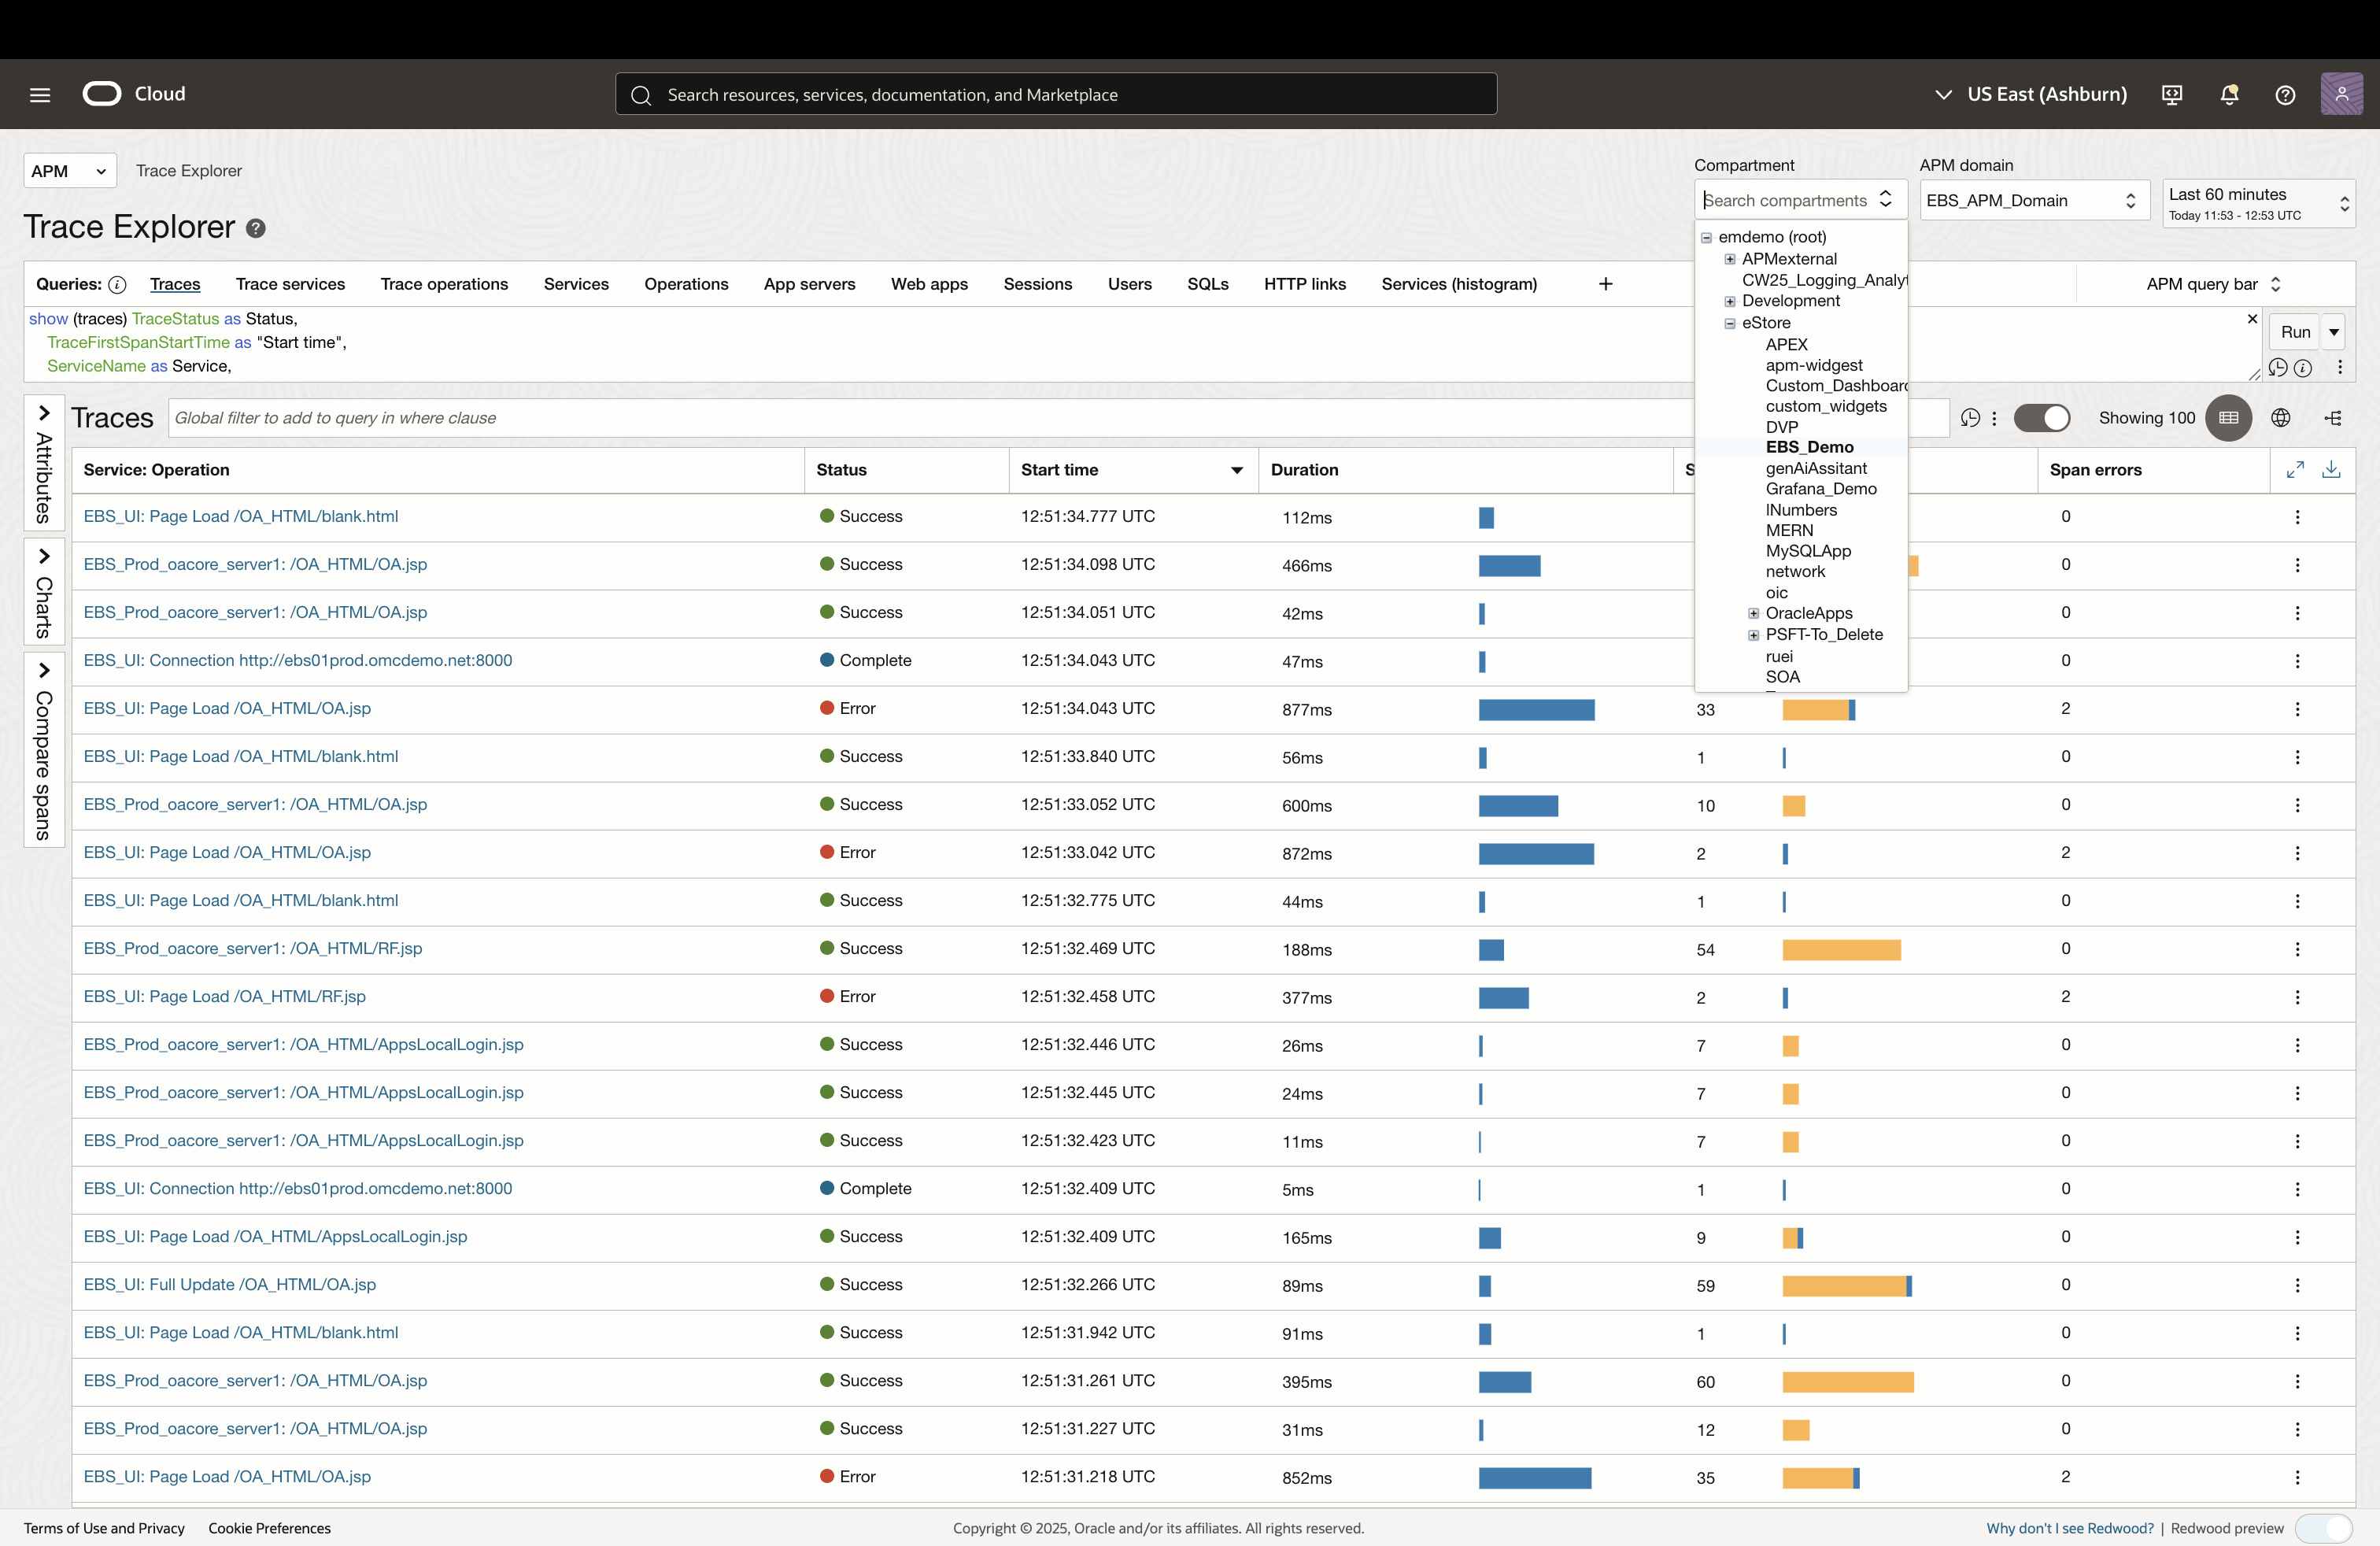 Cloud
Search resources, services, documentation, and Marketplace
US East (Ashburn)
APM
Trace Explorer
Compartment
APM domain
Search compartments
EBS_APM_Domain
Last 60 minutes
Today 11:53 - 12:53 UTC
Trace Explorer
emdemo (root)
APMexternal
CW25_Logging_Analyt
Development
eStore
APEX
apm-widgest
Custom_Dashboard
custom_widgets
DVP
EBS_Demo
genAiAssitant
Grafana_Demo
INumbers
MERN
MySQLApp
network
oic
OracleApps
PSFT-To_Delete
ruei
SOA
Queries: Traces Trace services Trace operations Services Operations App servers Web apps Sessions Users SQLs HTTP links Services (histogram) + APM query bar
show (traces) TraceStatus as Status,
TraceFirstSpanStartTime as "Start time",
ServiceName as Service,
Run
Attributes
Charts
Compare spans
Traces
Global filter to add to query in where clause
Showing 100
Service: Operation Status Start time Duration S Span errors
EBS_UI: Page Load /OA_HTML/blank.html Success 12:51:34.777 UTC 112ms 0
EBS_Prod_oacore_server1: /OA_HTML/OA.jsp Success 12:51:34.098 UTC 466ms 0
EBS_Prod_oacore_server1: /OA_HTML/OA.jsp Success 12:51:34.051 UTC 42ms 0
EBS_UI: Connection http://ebs01prod.omcdemo.net:8000 Complete 12:51:34.043 UTC 47ms 0
EBS_UI: Page Load /OA_HTML/OA.jsp Error 12:51:34.043 UTC 877ms 33 2
EBS_UI: Page Load /OA_HTML/blank.html Success 12:51:33.840 UTC 56ms 1 0
EBS_Prod_oacore_server1: /OA_HTML/OA.jsp Success 12:51:33.052 UTC 600ms 10 0
EBS_UI: Page Load /OA_HTML/OA.jsp Error 12:51:33.042 UTC 872ms 2 2
EBS_UI: Page Load /OA_HTML/blank.html Success 12:51:32.775 UTC 44ms 1 0
EBS_Prod_oacore_server1: /OA_HTML/RF.jsp Success 12:51:32.469 UTC 188ms 54 0
EBS_UI: Page Load /OA_HTML/RF.jsp Error 12:51:32.458 UTC 377ms 2 2
EBS_Prod_oacore_server1: /OA_HTML/AppsLocalLogin.jsp Success 12:51:32.446 UTC 26ms 7 0
EBS_Prod_oacore_server1: /OA_HTML/AppsLocalLogin.jsp Success 12:51:32.445 UTC 24ms 7 0
EBS_Prod_oacore_server1: /OA_HTML/AppsLocalLogin.jsp Success 12:51:32.423 UTC 11ms 7 0
EBS_UI: Connection http://ebs01prod.omcdemo.net:8000 Complete 12:51:32.409 UTC 5ms 1 0
EBS_UI: Page Load /OA_HTML/AppsLocalLogin.jsp Success 12:51:32.409 UTC 165ms 9 0
EBS_UI: Full Update /OA_HTML/OA.jsp Success 12:51:32.266 UTC 89ms 59 0
EBS_UI: Page Load /OA_HTML/blank.html Success 12:51:31.942 UTC 91ms 1 0
EBS_Prod_oacore_server1: /OA_HTML/OA.jsp Success 12:51:31.261 UTC 395ms 60 0
EBS_Prod_oacore_server1: /OA_HTML/OA.jsp Success 12:51:31.227 UTC 31ms 12 0
EBS_UI: Page Load /OA_HTML/OA.jsp Error 12:51:31.218 UTC 852ms 35 2
Terms of Use and Privacy Cookie Preferences Copyright © 2025, Oracle and/or its affiliates. All rights reserved. Why don't I see Redwood? | Redwood preview